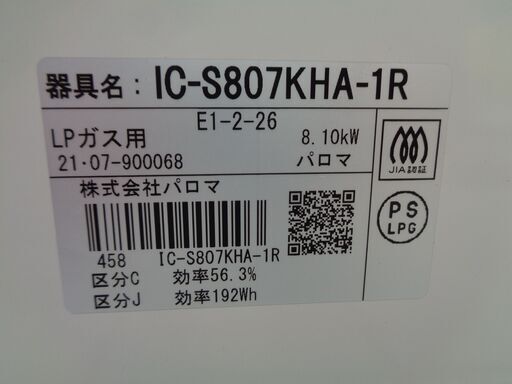 器具名：IC-S807KHA-1R
E1-2-26
LPガス用 8.10kW
21・07-900068 パロマ
JIA認証
株式会社パロマ
PS
LPG
458 IC-S807KHA-1R
区分C 効率56.3%
区分J 効率192Wh